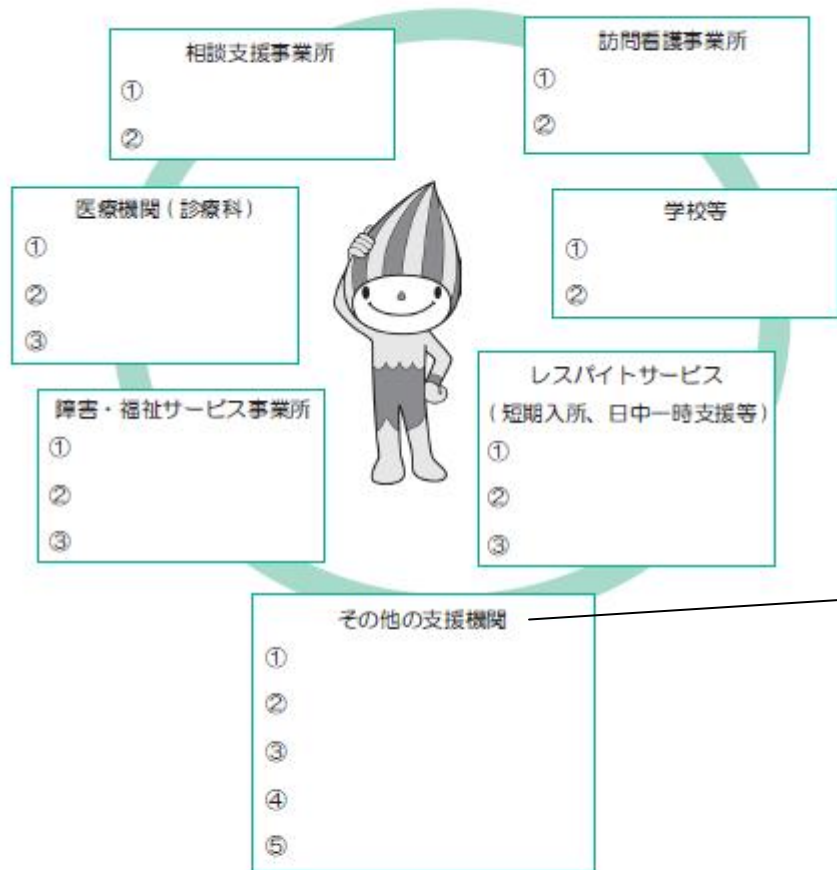 相談支援事業所
①
②
訪問看護事業所
①
②
医療機関(診療科)
①
②
③
学校等
①
②
障害・福祉サービス事業所
①
②
③
レスパイトサービス
(短期入所、日中一時支援等)
①
②
③
その他の支援機関
①
②
③
④
⑤